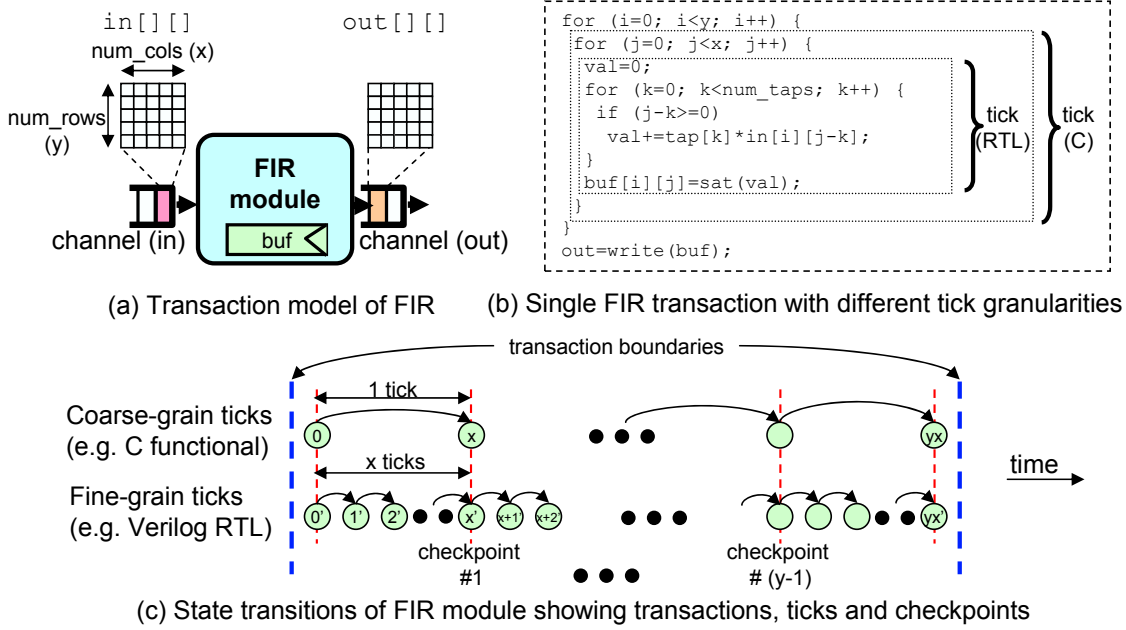 in[][]
out[][]
num_cols (x)
num_rows
(y)
FIR
module
buf
channel (in)
channel (out)
(a) Transaction model of FIR
for (i=0; i<y; i++) {
for (j=0; j<x; j++) {
val=0;
for (k=0; k<num_taps; k++) {
if (j-k>=0)
val+=tap[k]*in[i][j-k];
}
buf[i][j]=sat(val);
}
}
out=write(buf);
tick
(RTL)
tick
(C)
(b) Single FIR transaction with different tick granularities
transaction boundaries
1 tick
Coarse-grain ticks
(e.g. C functional)
0
x
yx
x ticks
time
Fine-grain ticks
(e.g. Verilog RTL)
0'
1'
2'
x'
x+1'
x+2'
yx'
checkpoint
#1
checkpoint
# (y-1)
(c) State transitions of FIR module showing transactions, ticks and checkpoints